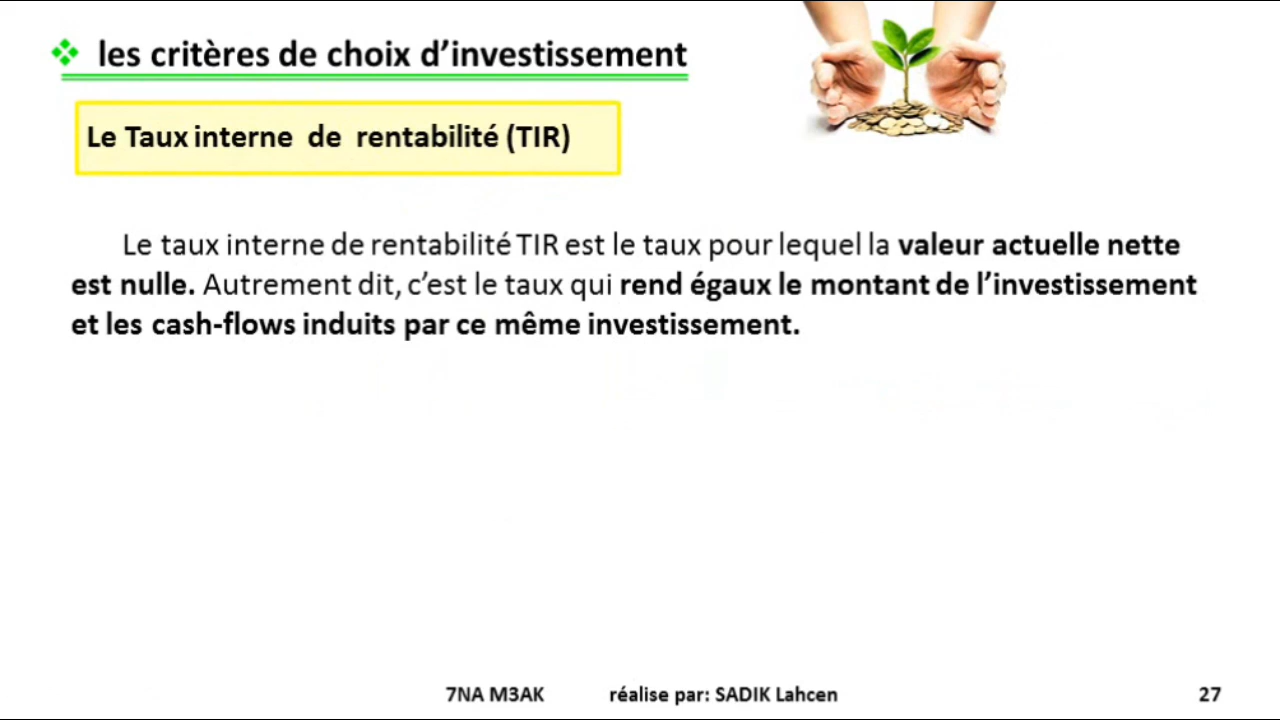 les critères de choix d’investissement
Le Taux interne de rentabilité (TIR)
Le taux interne de rentabilité TIR est le taux pour lequel la valeur actuelle nette
est nulle. Autrement dit, c’est le taux qui rend égaux le montant de l’investissement
et les cash-flows induits par ce même investissement.
7NA M3AK réalise par: SADIK Lahcen 27